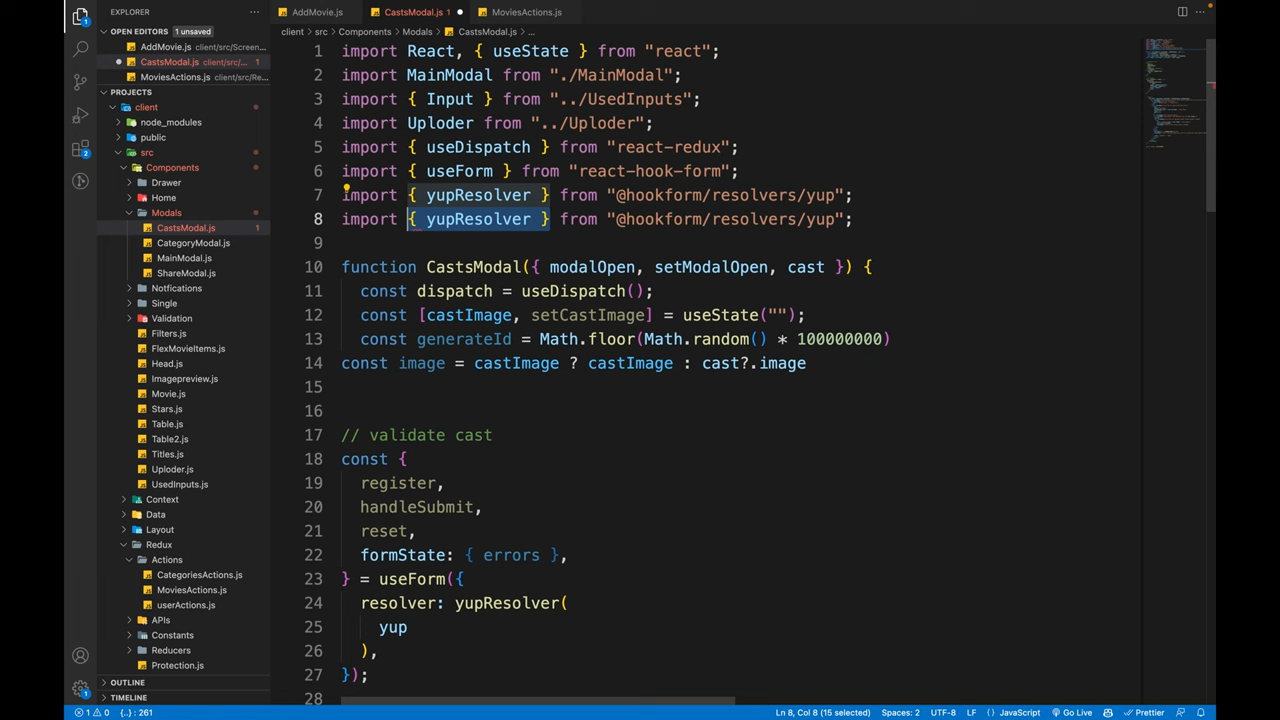 EXPLORER
OPEN EDITORS 1 unsaved
AddMovie.js client/src/Screen...
CastsModal.js client/src/... 1
MoviesActions.js client/src/Re...
PROJECTS
client
node_modules
public
src
Components
Drawer
Home
Modals
CastsModal.js 1
CategoryModal.js
MainModal.js
ShareModal.js
Notfications
Single
Validation
Filters.js
FlexMovieItems.js
Head.js
Imagepreview.js
Movie.js
Stars.js
Table.js
Table2.js
Titles.js
Uploder.js
UsedInputs.js
Context
Data
Layout
Redux
Actions
CategoriesActions.js
MoviesActions.js
userActions.js
APIs
Constants
Reducers
Protection.js
OUTLINE
TIMELINE
AddMovie.js CastsModal.js 1 MoviesActions.js
client > src > Components > Modals > CastsModal.js > ...
1 import React, { useState } from "react";
2 import MainModal from "./MainModal";
3 import { Input } from "../UsedInputs";
4 import Uploder from "../Uploder";
5 import { useDispatch } from "react-redux";
6 import { useForm } from "react-hook-form";
7 import { yupResolver } from "@hookform/resolvers/yup";
8 import { yupResolver } from "@hookform/resolvers/yup";
9
10 function CastsModal({ modalOpen, setModalOpen, cast }) {
11 const dispatch = useDispatch();
12 const [castImage, setCastImage] = useState("");
13 const generateId = Math.floor(Math.random() * 100000000)
14 const image = castImage ? castImage : cast?.image
15
16
17 // validate cast
18 const {
19 register,
20 handleSubmit,
21 reset,
22 formState: { errors },
23 } = useForm({
24 resolver: yupResolver(
25 yup
26 ),
27 });
28
1 0 {..}: 261 Ln 8, Col 8 (15 selected) Spaces: 2 UTF-8 LF {} JavaScript Go Live Prettier